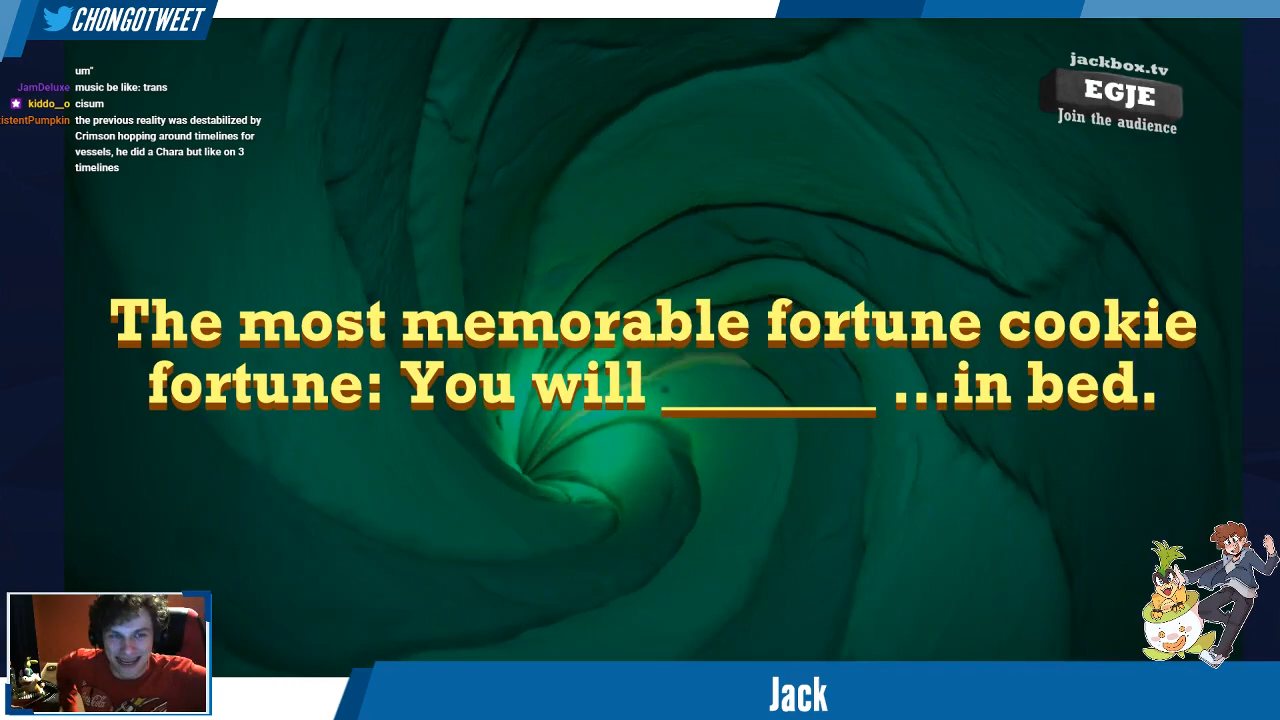 CHONGOTWEET
um"
JamDeluxe music be like: trans
kiddo__o cisum
istentPumpkin the previous reality was destabilized by
Crimson hopping around timelines for
vessels, he did a Chara but like on 3
timelines
jackbox.tv
EGJE
Join the audience
The most memorable fortune cookie
fortune: You will ________ ...in bed.
Jack